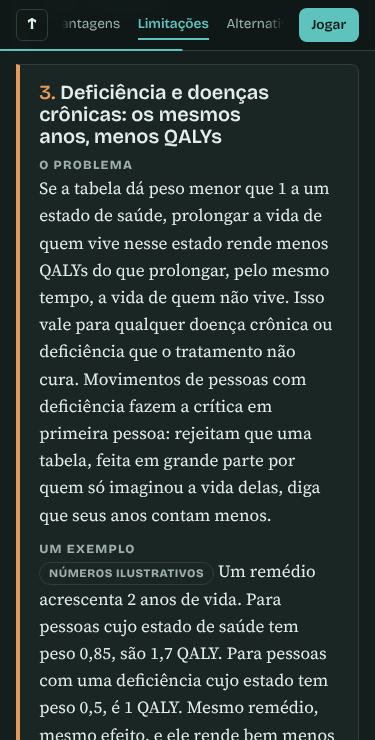 ↑ antagens Limitações Alternati Jogar
3. Deficiência e doenças
crônicas: os mesmos
anos, menos QALYs
O PROBLEMA
Se a tabela dá peso menor que 1 a um
estado de saúde, prolongar a vida de
quem vive nesse estado rende menos
QALYs do que prolongar, pelo mesmo
tempo, a vida de quem não vive. Isso
vale para qualquer doença crônica ou
deficiência que o tratamento não
cura. Movimentos de pessoas com
deficiência fazem a crítica em
primeira pessoa: rejeitam que uma
tabela, feita em grande parte por
quem só imaginou a vida delas, diga
que seus anos contam menos.
UM EXEMPLO
NÚMEROS ILUSTRATIVOS Um remédio
acrescenta 2 anos de vida. Para
pessoas cujo estado de saúde tem
peso 0,85, são 1,7 QALY. Para pessoas
com uma deficiência cujo estado tem
peso 0,5, é 1 QALY. Mesmo remédio,
mesmo efeito, e ele rende bem menos